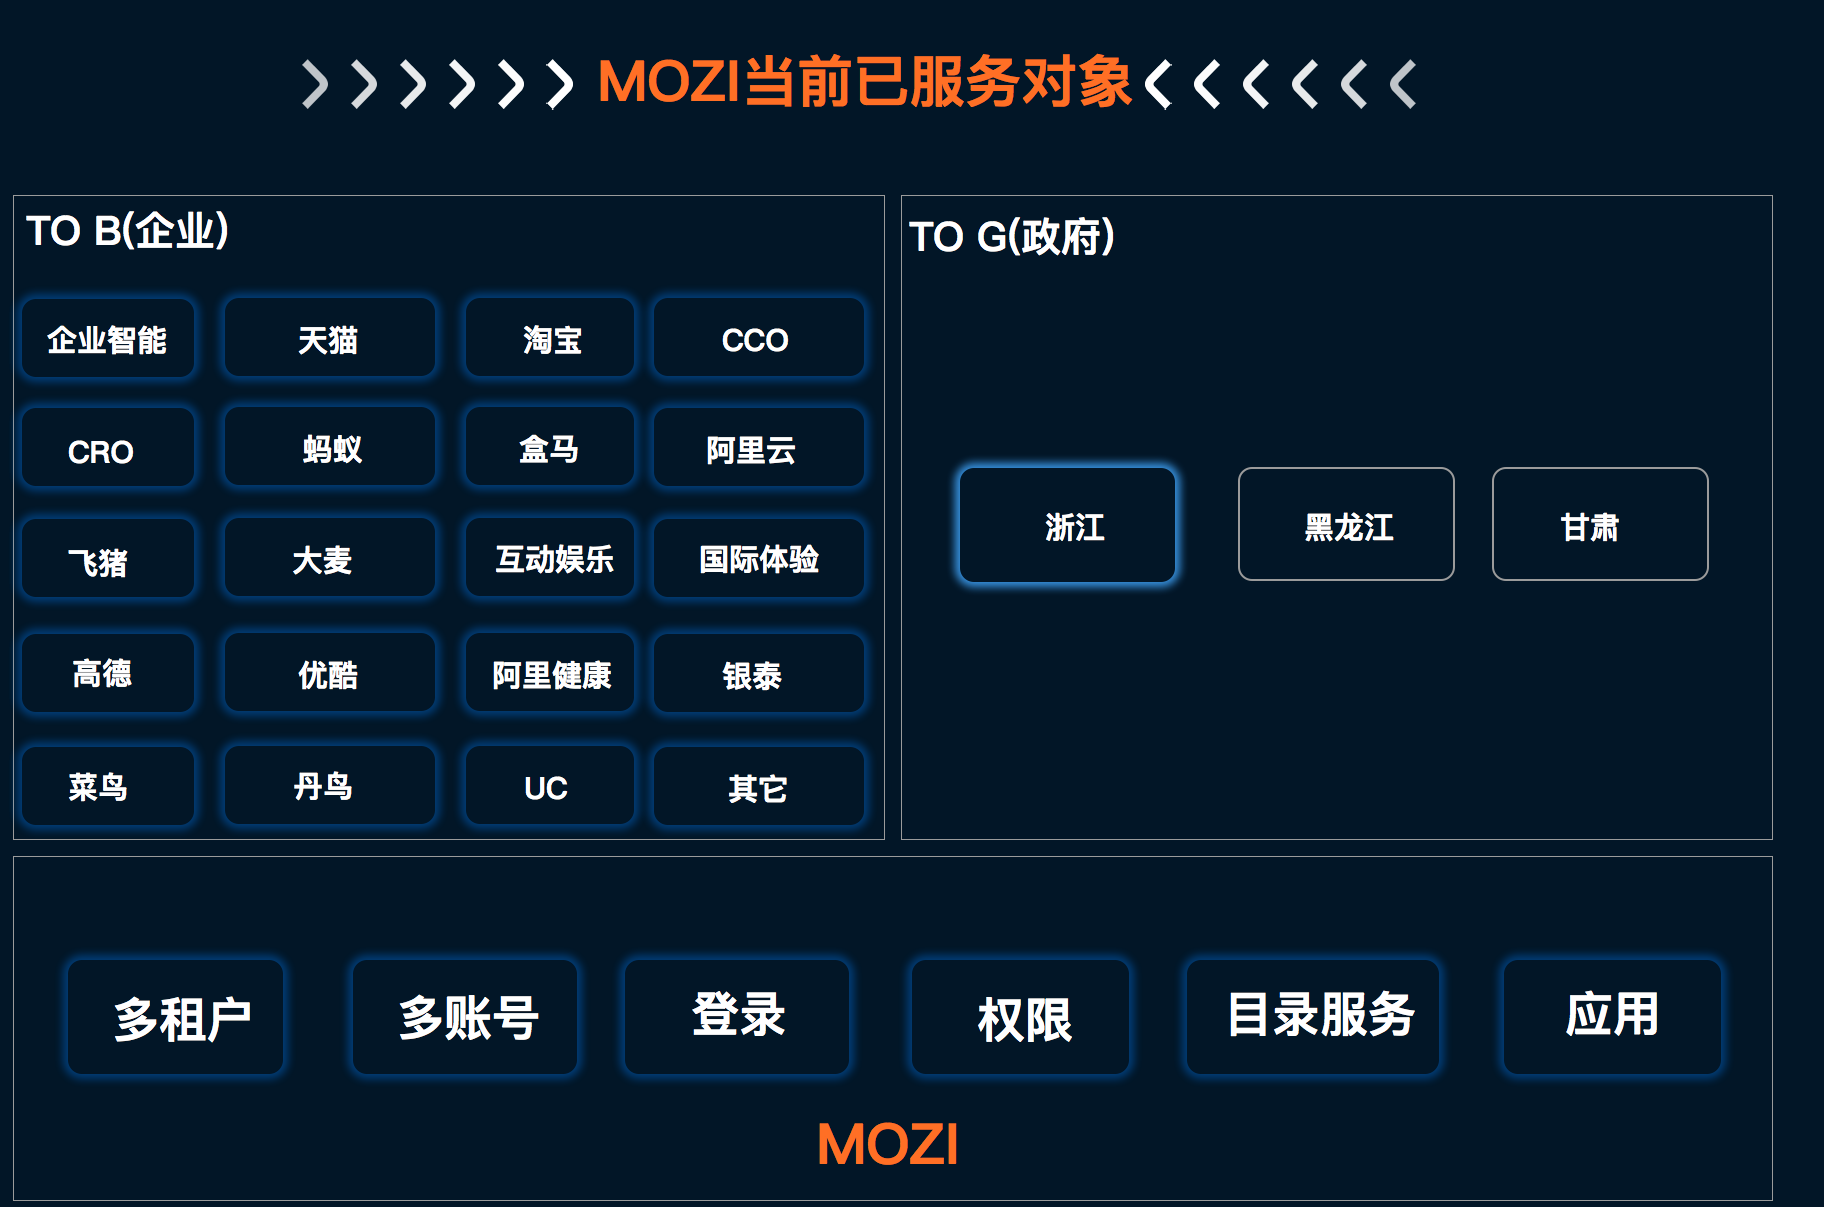 MOZI当前已服务对象
TO B(企业)
企业智能
天猫
淘宝
CCO
CRO
蚂蚁
盒马
阿里云
飞猪
大麦
互动娱乐
国际体验
高德
优酷
阿里健康
银泰
菜鸟
丹鸟
UC
其它
TO G(政府)
浙江
黑龙江
甘肃
多租户
多账号
登录
权限
目录服务
应用
MOZI